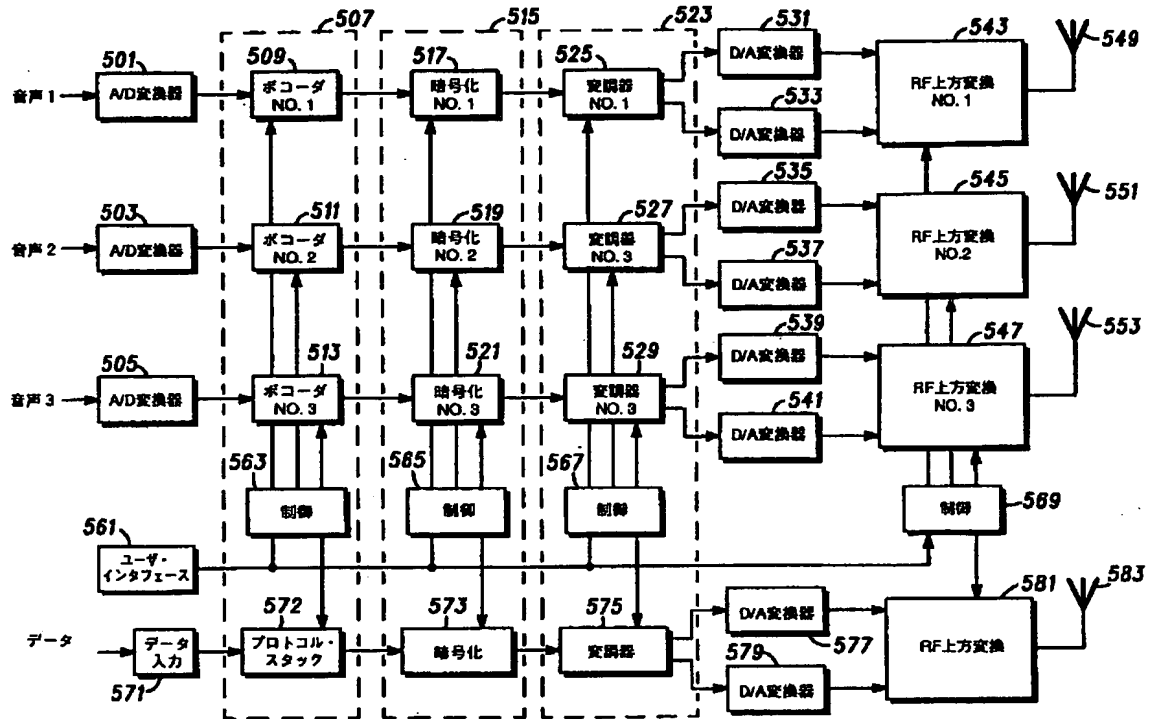 507
515
523
531
543
549
501
509
517
525
音声1
A/D変換器
ボコーダ
NO. 1
暗号化
NO. 1
変調器
NO. 1
D/A変換器
RF上方変換
NO. 1
533
D/A変換器
535
545
551
503
511
519
527
D/A変換器
音声2
A/D変換器
ボコーダ
NO. 2
暗号化
NO. 2
変調器
NO. 3
RF上方変換
NO.2
537
D/A変換器
539
547
553
505
513
521
529
D/A変換器
音声3
A/D変換器
ボコーダ
NO. 3
暗号化
NO. 3
変調器
NO. 3
RF上方変換
NO. 3
541
D/A変換器
563
565
567
制御
制御
制御
制御
569
561
ユーザ・
インタフェース
572
573
575
581
583
データ
データ
入力
571
プロトコル・
スタック
暗号化
変調器
D/A変換器
577
RF上方変換
579
D/A変換器